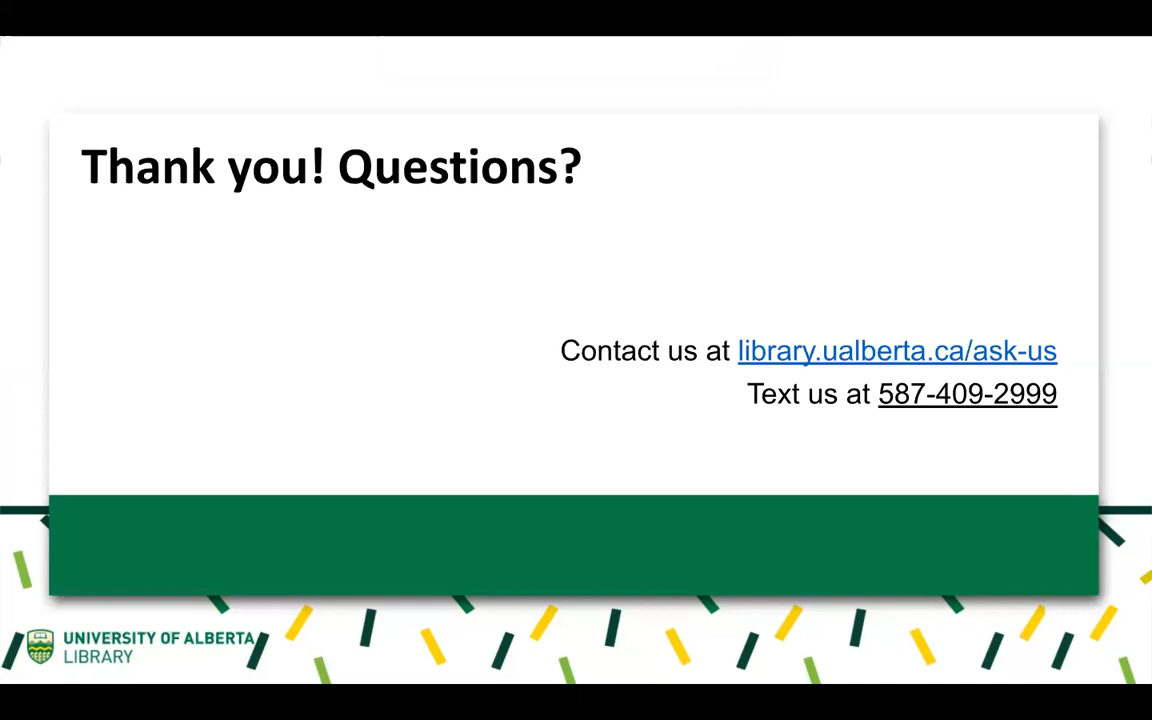 Thank you! Questions?
Contact us at library.ualberta.ca/ask-us
Text us at 587-409-2999
UNIVERSITY OF ALBERTA
LIBRARY